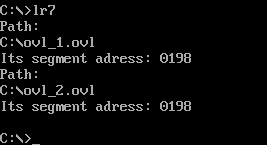 C:\>lr7
Path:
C:\ovl_1.ovl
Its segment adress: 0198
Path:
C:\ovl_2.ovl
Its segment adress: 0198
C:\>_